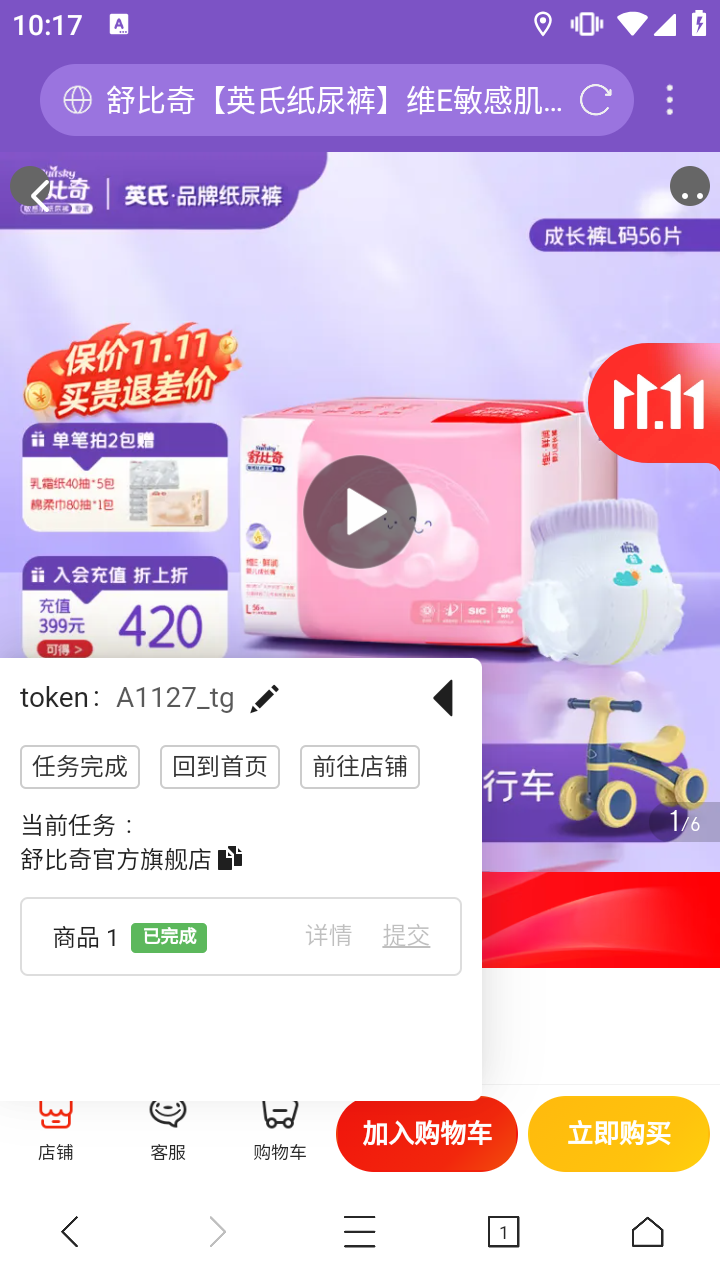 10:17
A
舒比奇【英氏纸尿裤】维E敏感肌...
比奇 英氏·品牌纸尿裤
成长裤L码56片
保价11.11
买贵退差价
11.11
单笔拍2包赠
乳霜纸40抽*5包
綿柔巾80抽*1包
舒比奇
入会充值 折上折
充值
399元
可得 >
420
SIC
ISO
token： A1127_tg
任务完成 回到首页 前往店铺
行车
1/6
当前任务：
舒比奇官方旗舰店
商品 1 已完成 详情 提交
店铺 客服 购物车 加入购物车 立即购买
1